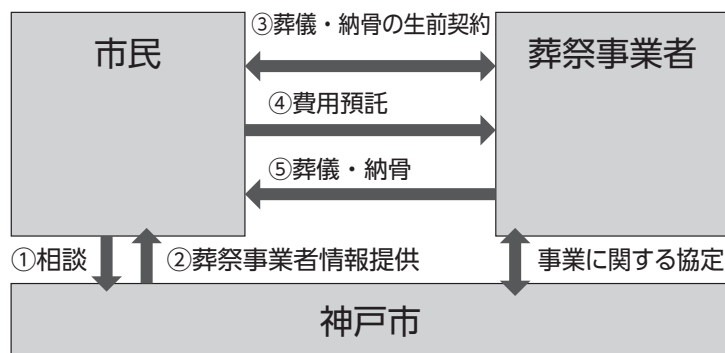 ③葬儀・納骨の生前契約
市民
葬祭事業者
④費用預託
⑤葬儀・納骨
①相談
②葬祭事業者情報提供
事業に関する協定
神戸市